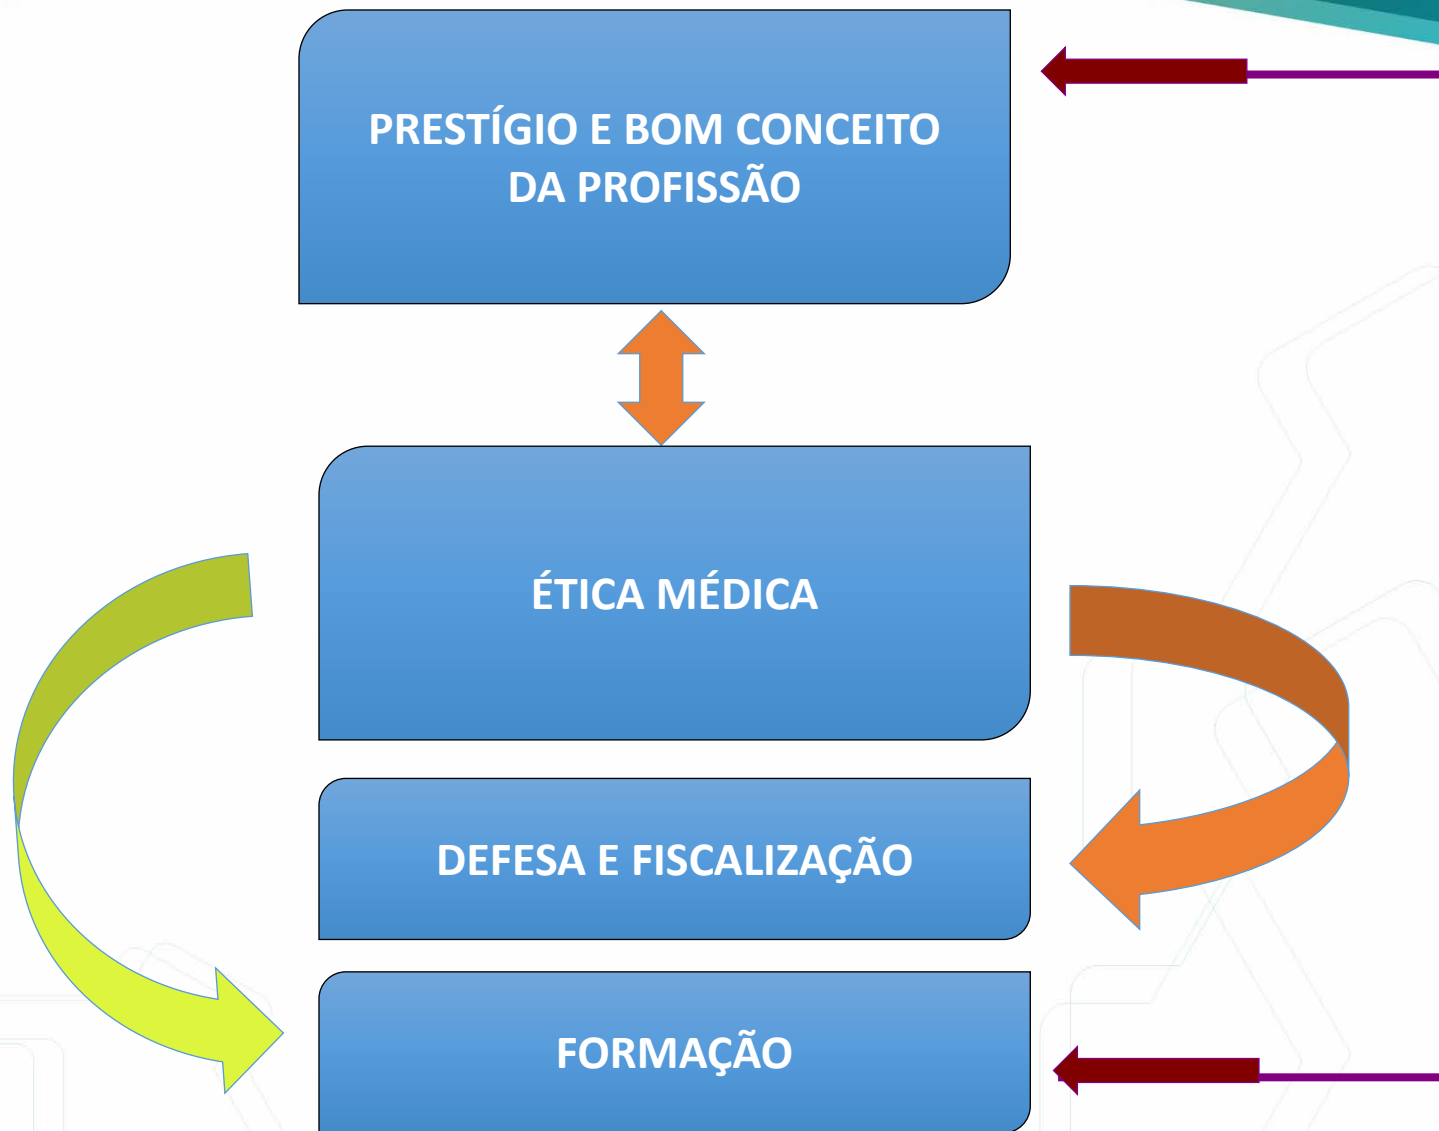 PRESTÍGIO E BOM CONCEITO
DA PROFISSÃO
ÉTICA MÉDICA
DEFESA E FISCALIZAÇÃO
FORMAÇÃO